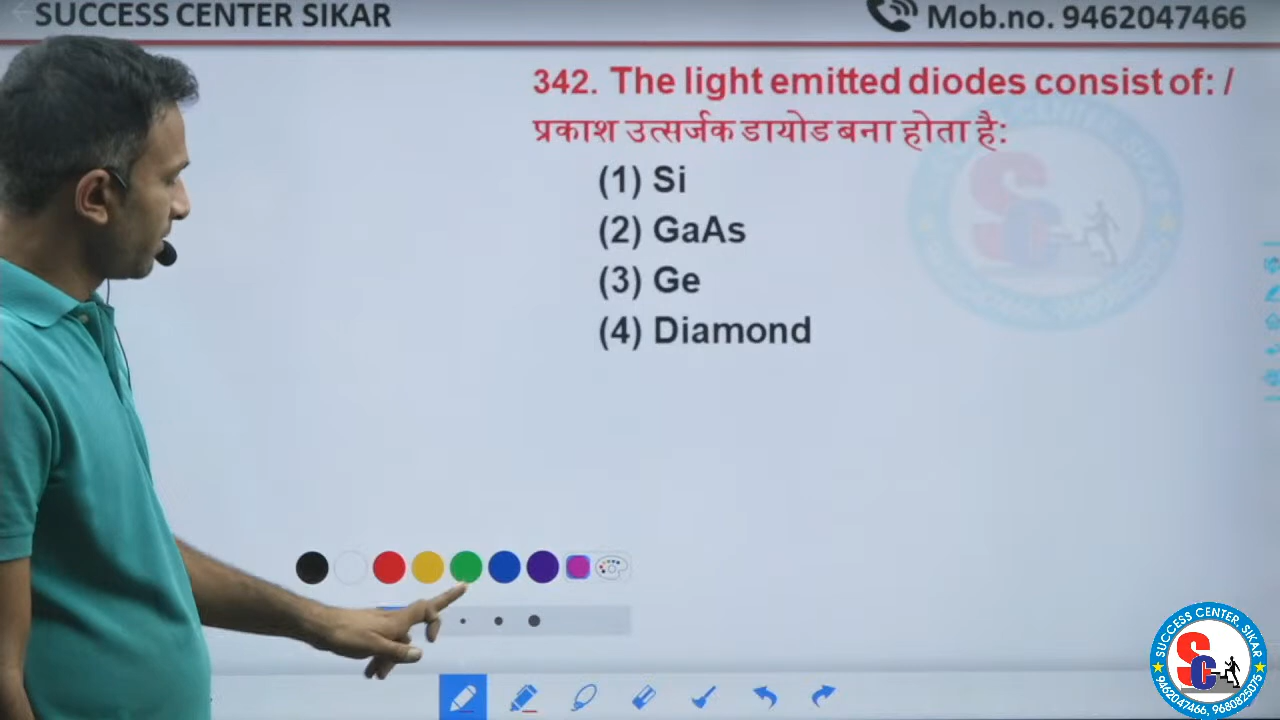 SUCCESS CENTER SIKAR
Mob.no. 9462047466
342. The light emitted diodes consist of: /
प्रकाश उत्सर्जक डायोड बना होता है:
(1) Si
(2) GaAs
(3) Ge
(4) Diamond
SUCCESS CENTER, SIKAR
SC
9462047466, 9680825075